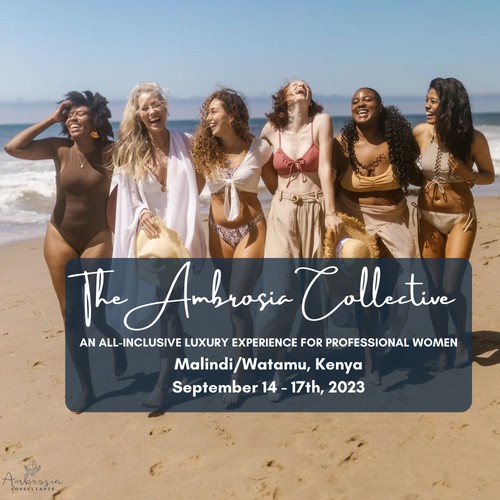 The Ambrosia Collective
AN ALL-INCLUSIVE LUXURY EXPERIENCE FOR PROFESSIONAL WOMEN
Malindi/Watamu, Kenya
September 14 - 17th, 2023
Ambrosia
CONSULTANTS